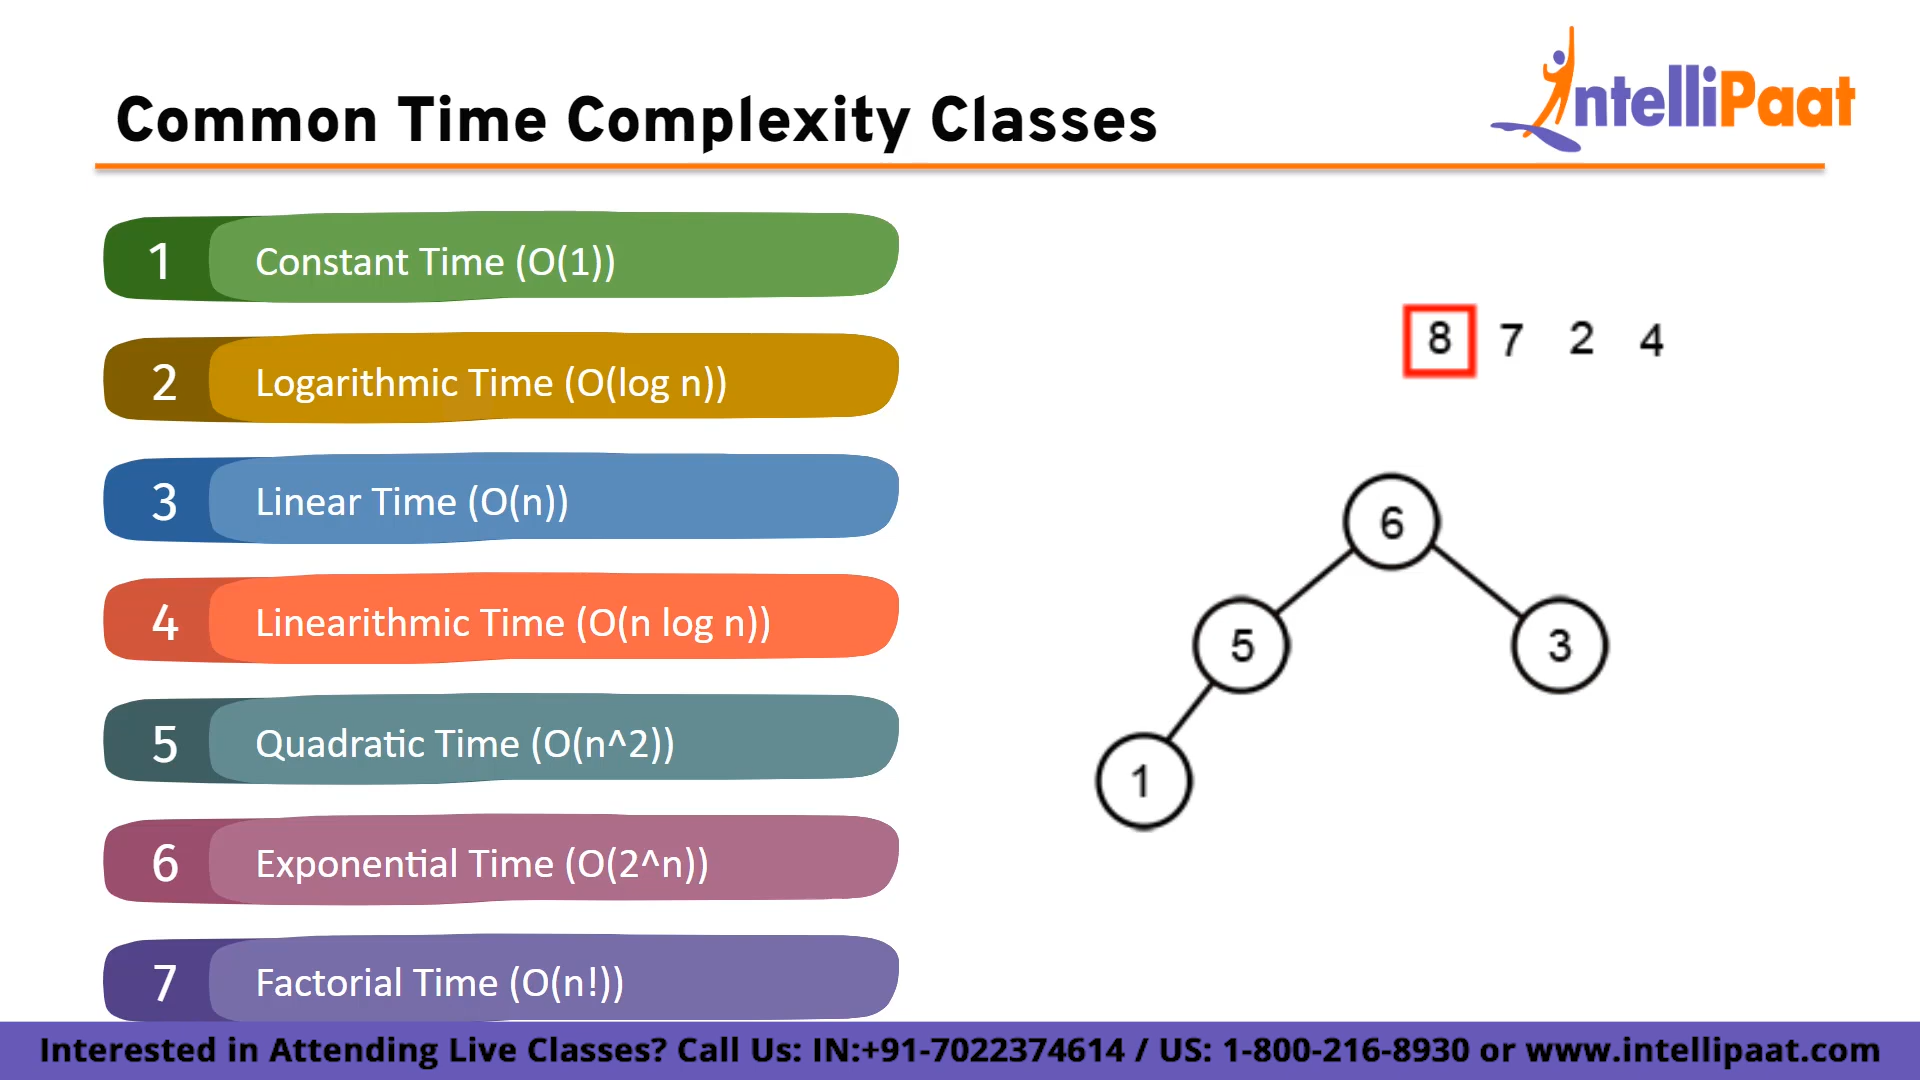 Common Time Complexity Classes
IntelliPaat
1 Constant Time (O(1))
2 Logarithmic Time (O(log n))
3 Linear Time (O(n))
4 Linearithmic Time (O(n log n))
5 Quadratic Time (O(n^2))
6 Exponential Time (O(2^n))
7 Factorial Time (O(n!))
8 7 2 4
6
5 3
1
Interested in Attending Live Classes? Call Us: IN:+91-7022374614 / US: 1-800-216-8930 or www.intellipaat.com